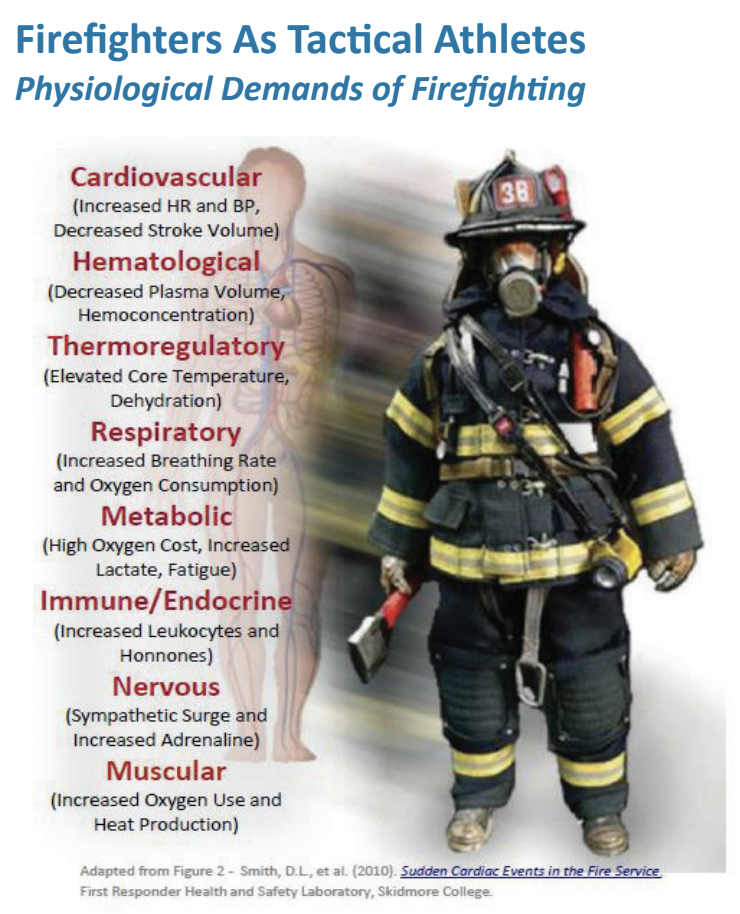 Firefighters As Tactical Athletes
Physiological Demands of Firefighting
Cardiovascular
(Increased HR and BP,
Decreased Stroke Volume)
Hematological
(Decreased Plasma Volume,
Hemoconcentration)
Thermoregulatory
(Elevated Core Temperature,
Dehydration)
Respiratory
(Increased Breathing Rate
and Oxygen Consumption)
Metabolic
(High Oxygen Cost, Increased
Lactate, Fatigue)
Immune/Endocrine
(Increased Leukocytes and
Honnones)
Nervous
(Sympathetic Surge and
Increased Adrenaline)
Muscular
(Increased Oxygen Use and
Heat Production)
38
Adapted from Figure 2 - Smith, D.L., et al. (2010). Sudden Cardiac Events in the Fire Service,
First Responder Health and Safety Laboratory, Skidmore College.